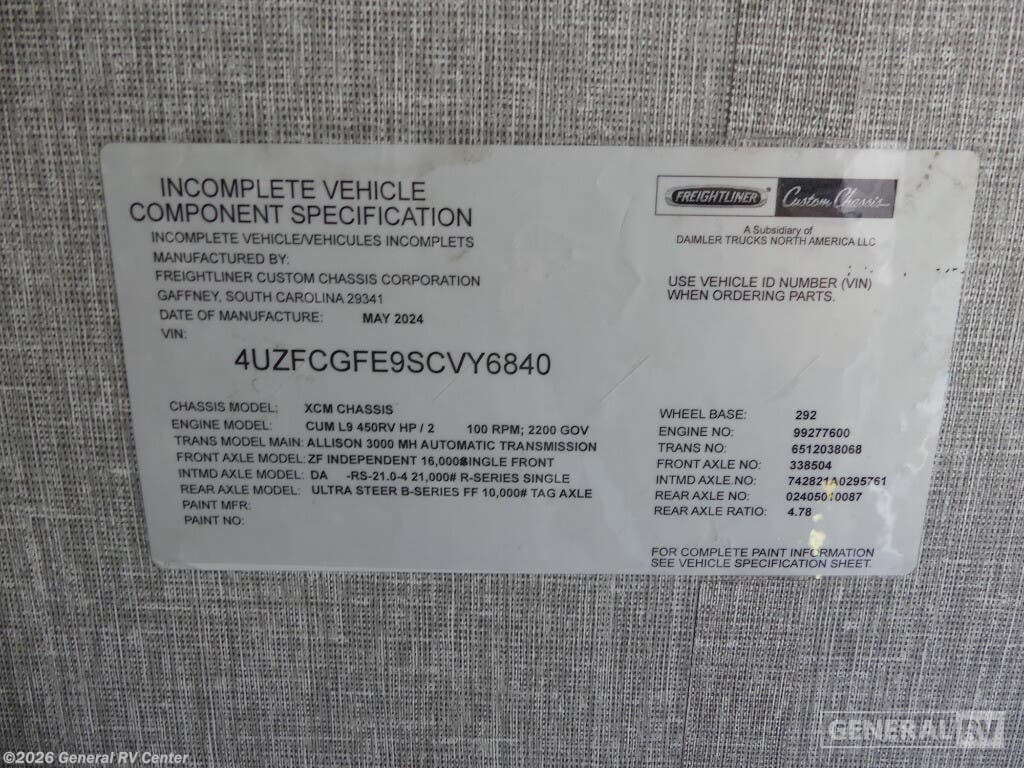 INCOMPLETE VEHICLE
COMPONENT SPECIFICATION
INCOMPLETE VEHICLE/VEHICULES INCOMPLETS
MANUFACTURED BY:
FREIGHTLINER CUSTOM CHASSIS CORPORATION
GAFFNEY, SOUTH CAROLINA 29341
DATE OF MANUFACTURE: MAY 2024
VIN:
4UZFCGFE9SCVY6840
FREIGHTLINER Custom Chassis
A Subsidiary of
DAIMLER TRUCKS NORTH AMERICA LLC
USE VEHICLE ID NUMBER (VIN)
WHEN ORDERING PARTS.
CHASSIS MODEL: XCM CHASSIS
ENGINE MODEL: CUM L9 450RV HP / 2 100 RPM; 2200 GOV
TRANS MODEL MAIN: ALLISON 3000 MH AUTOMATIC TRANSMISSION
FRONT AXLE MODEL: ZF INDEPENDENT 16,000# SINGLE FRONT
INTMD AXLE MODEL: DA -RS-21.0-4 21,000# R-SERIES SINGLE
REAR AXLE MODEL: ULTRA STEER B-SERIES FF 10,000# TAG AXLE
PAINT MFR:
PAINT NO:
WHEEL BASE: 292
ENGINE NO: 99277600
TRANS NO: 6512038068
FRONT AXLE NO: 338504
INTMD AXLE NO: 742821A0295761
REAR AXLE NO: 02405010087
REAR AXLE RATIO: 4.78
FOR COMPLETE PAINT INFORMATION
SEE VEHICLE SPECIFICATION SHEET.
GENERAL RV
©2026 General RV Center